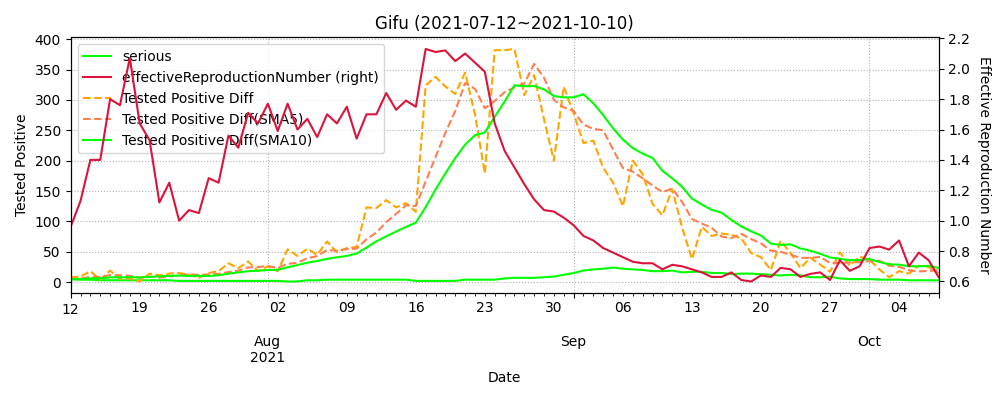 Gifu (2021-07-12~2021-10-10)
serious
effectiveReproductionNumber (right)
Tested Positive Diff
Tested Positive Diff(SMA5)
Tested Positive Diff(SMA10)
Tested Positive
400
350
300
250
200
150
100
50
0
2.2
2.0
1.8
1.6
1.4
1.2
1.0
0.8
0.6
Effective Reproduction Number
12 19 26 02 09 16 23 30 06 13 20 27 04
Aug Sep Oct
2021
Date